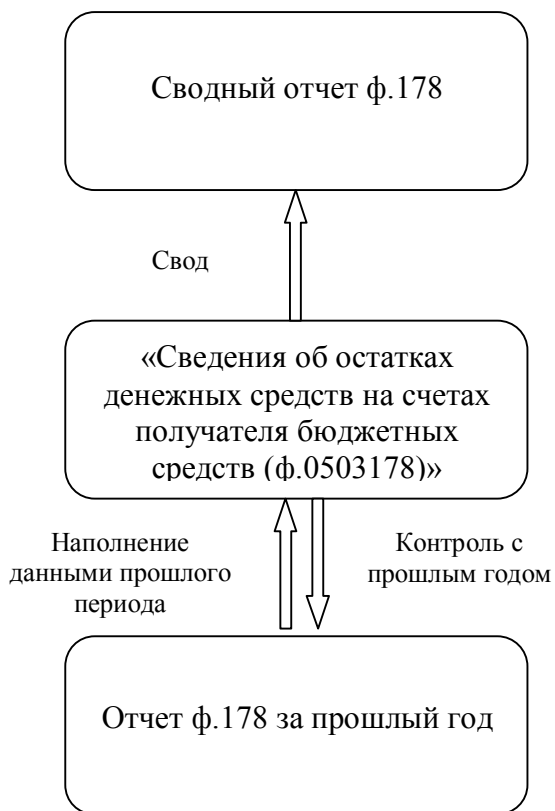 Сводный отчет ф.178
Свод
«Сведения об остатках
денежных средств на счетах
получателя бюджетных
средств (ф.0503178)»
Наполнение
данными прошлого
периода
Контроль с
прошлым годом
Отчет ф.178 за прошлый год